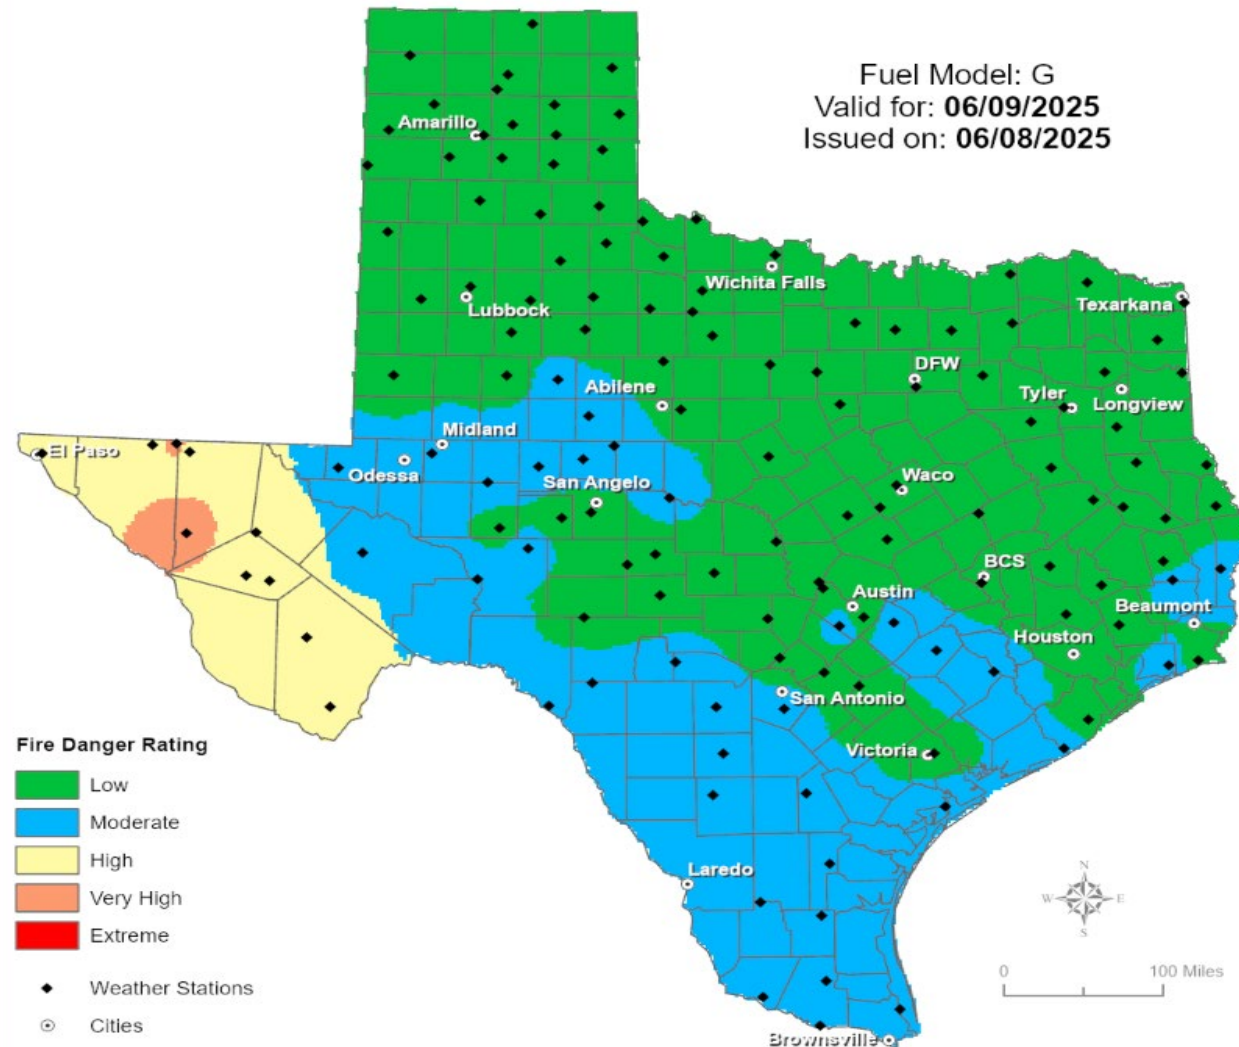 Fuel Model: G
Valid for: 06/09/2025
Issued on: 06/08/2025
Amarillo
Wichita Falls
Lubbock
Texarkana
DFW
Abilene
Tyler
Longview
Midland
El Paso
Odessa
San Angelo
Waco
BCS
Austin
Beaumont
Houston
San Antonio
Victoria
Laredo
Brownsville
Fire Danger Rating
Low
Moderate
High
Very High
Extreme
Weather Stations
Cities
N
W E
S
0 100 Miles